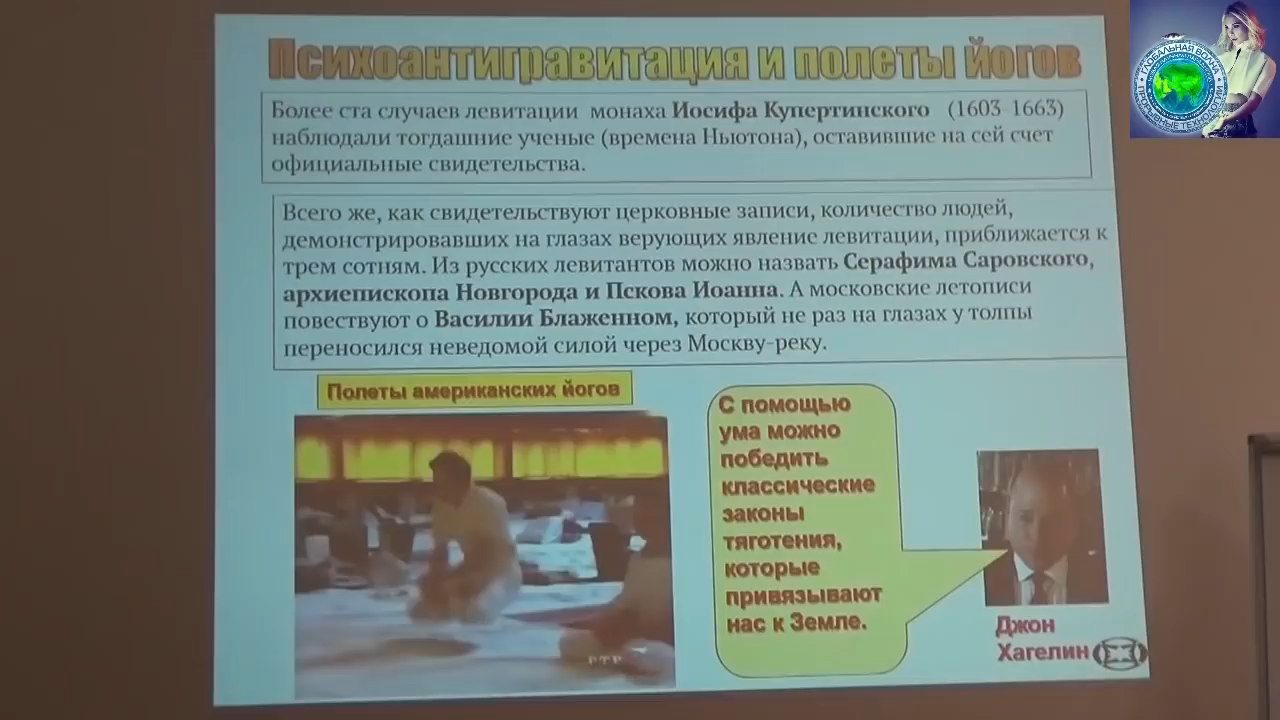 Психоантигравитация и полеты йогов
Более ста случаев левитации монаха Иосифа Купертинского (1603 1663)
наблюдали тогдашние ученые (времена Ньютона), оставившие на сей счет
официальные свидетельства.
Всего же, как свидетельствуют церковные записи, количество людей,
демонстрировавших на глазах верующих явление левитации, приближается к
трем сотням. Из русских левитантов можно назвать Серафима Саровского,
архиепископа Новгорода и Пскова Иоанна. А московские летописи
повествуют о Василии Блаженном, который не раз на глазах у толпы
переносился неведомой силой через Москву-реку.
Полеты американских йогов
С помощью
ума можно
победить
классические
законы
тяготения,
которые
привязывают
нас к Земле.
Джон
Хагелин
РТР
ГЛОБАЛЬНАЯ ВОЛНА
ПРОРЫВНЫЕ ТЕХНОЛОГИИ